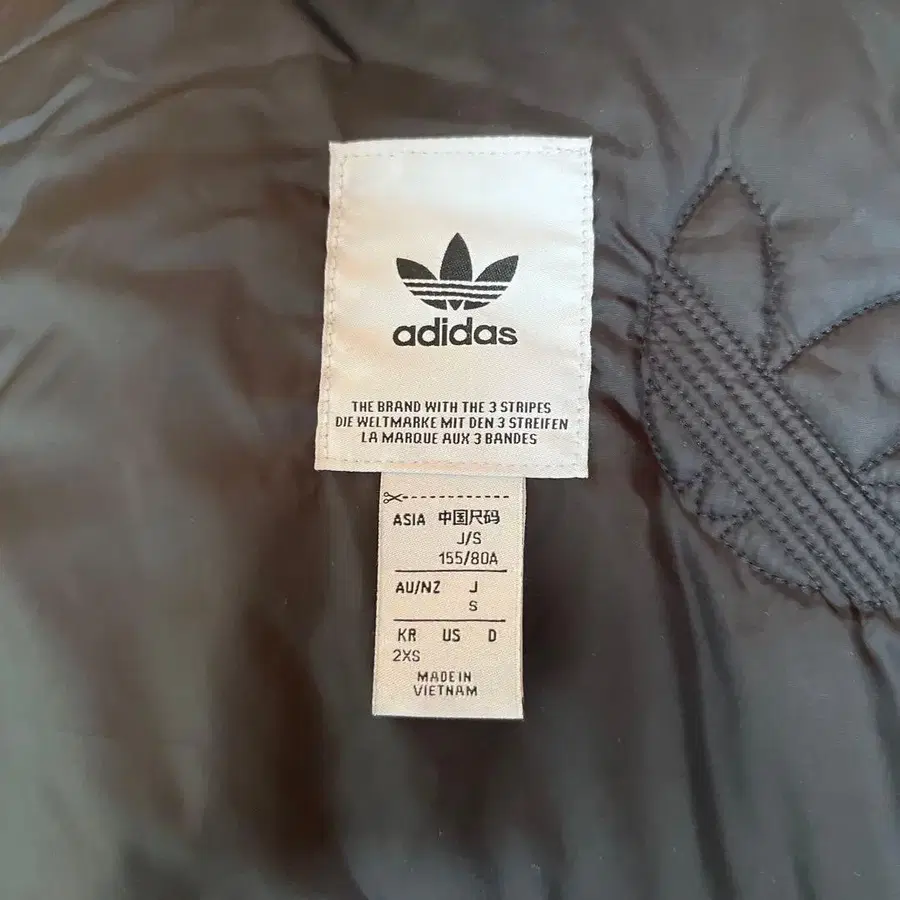 adidas
THE BRAND WITH THE 3 STRIPES
DIE WELTMARKE MIT DEN 3 STREIFEN
LA MARQUE AUX 3 BANDES
ASIA 中国尺码
J/S
155/80A
AU/NZ J
S
KR US D
2XS
MADE IN
VIETNAM